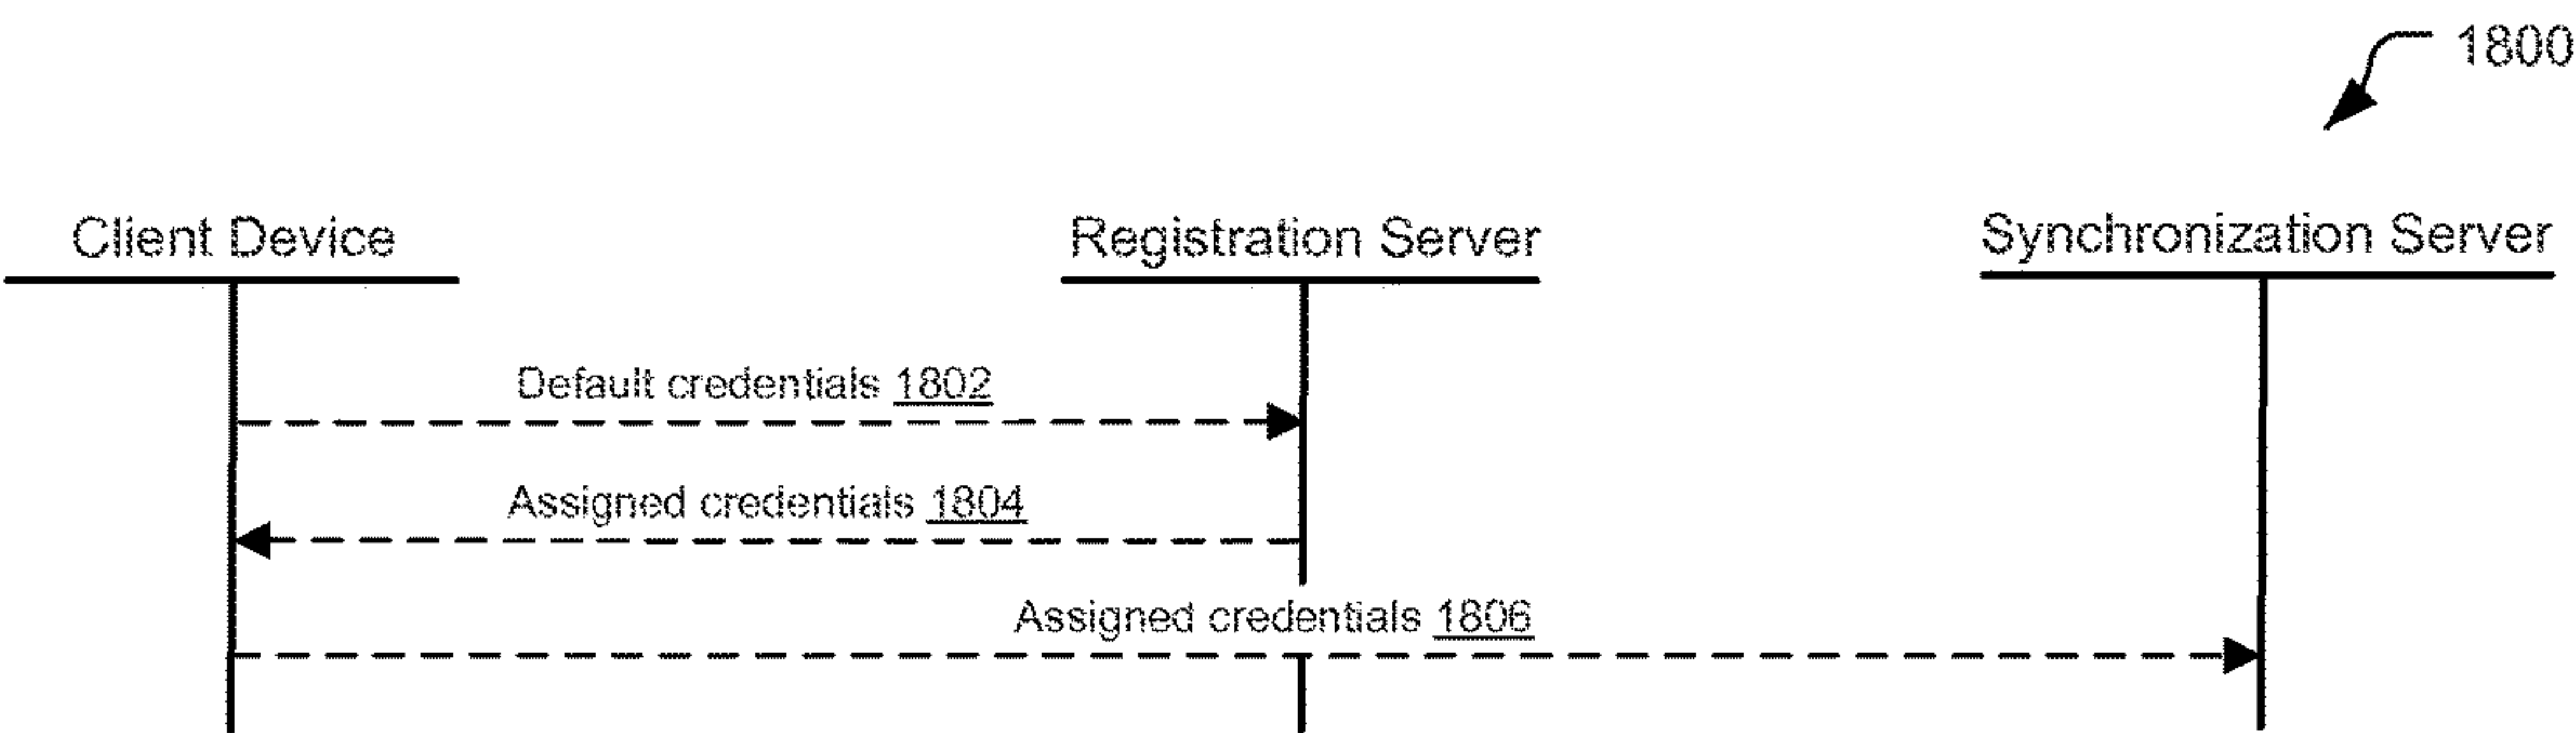 1800
Client Device
Registration Server
Synchronization Server
Default credentials 1802
Assigned credentials 1804
Assigned credentials 1806